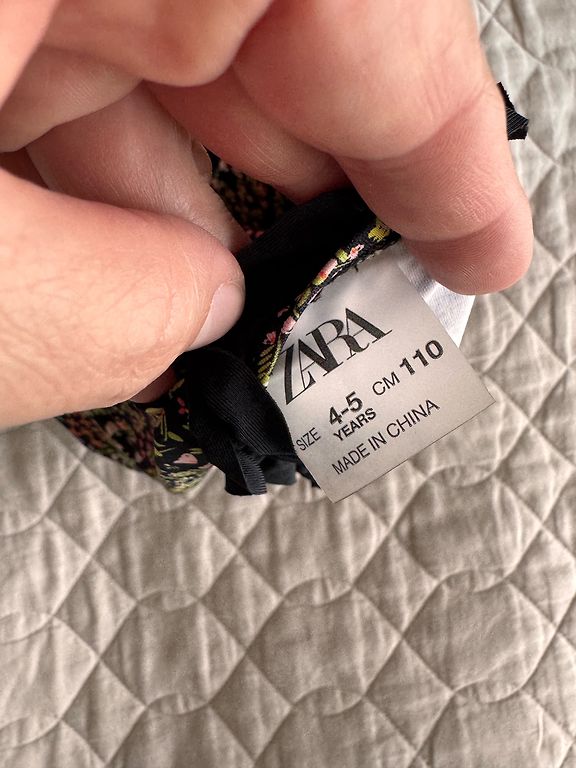 ZARA
SIZE 4-5 YEARS CM 110
MADE IN CHINA